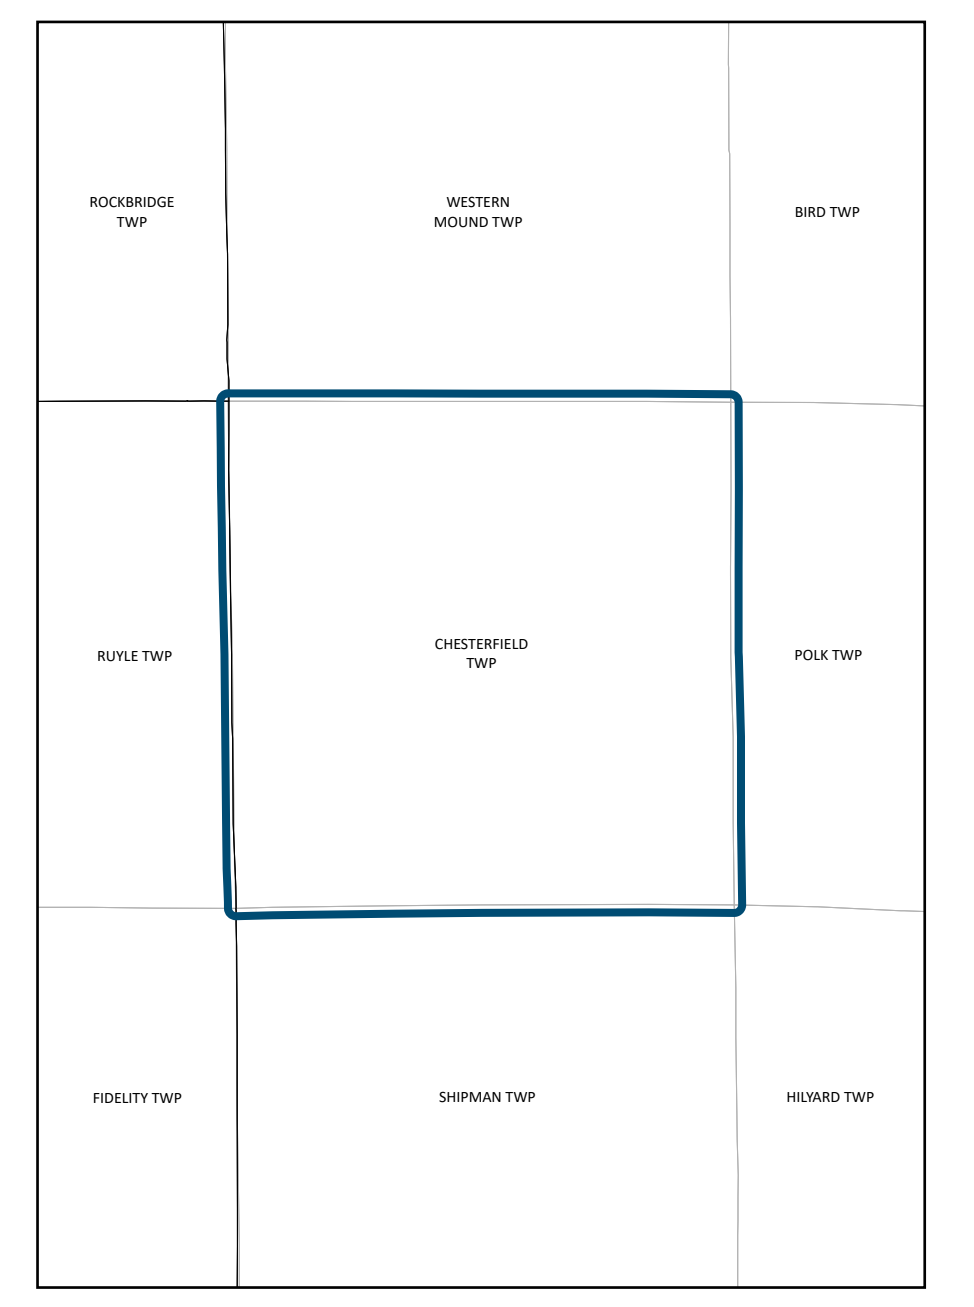 ROCKBRIDGE
TWP
WESTERN
MOUND TWP
BIRD TWP
RUYLE TWP
CHESTERFIELD
TWP
POLK TWP
FIDELITY TWP
SHIPMAN TWP
HILYARD TWP